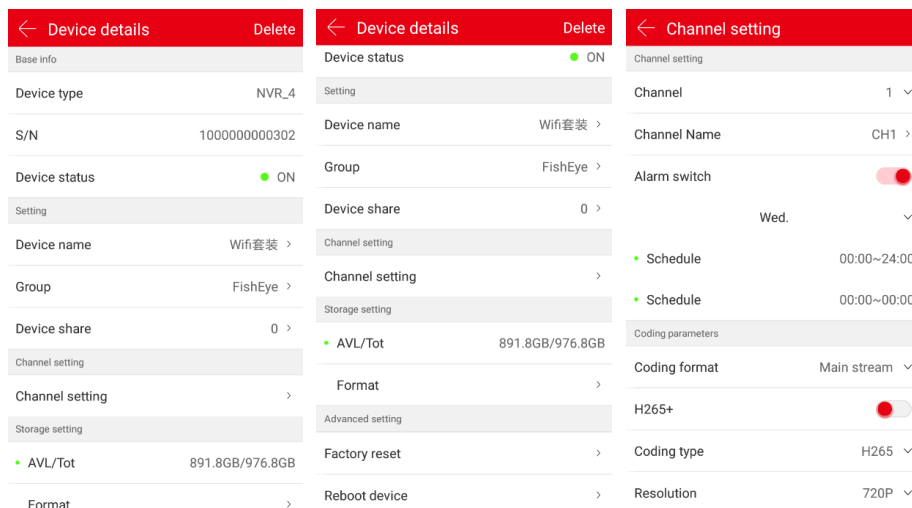 Device details Delete
Base info
Device type NVR_4
S/N 1000000000302
Device status ON
Setting
Device name Wifi套装
Group FishEye
Device share 0
Channel setting
Channel setting
Storage setting
AVL/Tot 891.8GB/976.8GB
Format
Device details Delete
Device status ON
Setting
Device name Wifi套装
Group FishEye
Device share 0
Channel setting
Channel setting
Storage setting
AVL/Tot 891.8GB/976.8GB
Format
Advanced setting
Factory reset
Reboot device
Channel setting
Channel setting
Channel 1
Channel Name CH1
Alarm switch
Wed.
Schedule 00:00~24:00
Schedule 00:00~00:00
Coding parameters
Coding format Main stream
H265+
Coding type H265
Resolution 720P